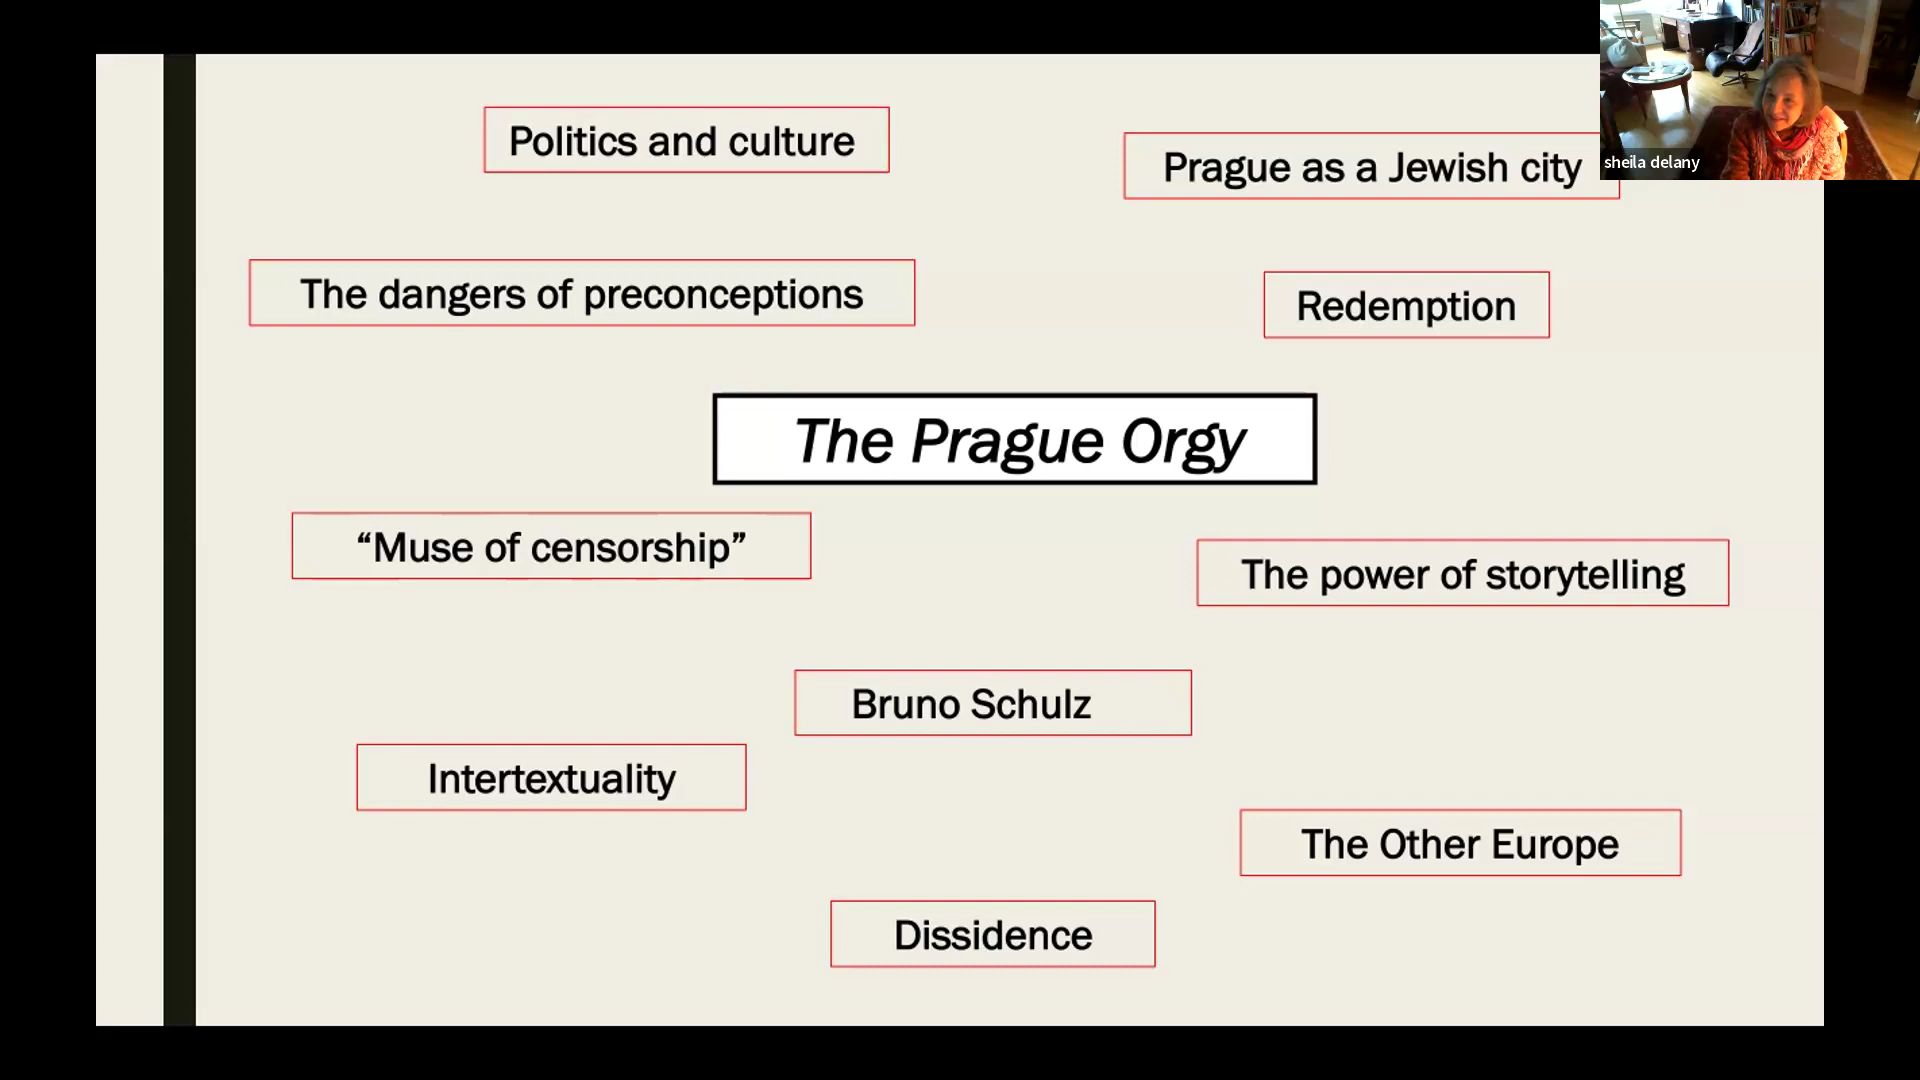 Politics and culture
Prague as a Jewish city
sheila delany
The dangers of preconceptions
Redemption
The Prague Orgy
“Muse of censorship”
The power of storytelling
Bruno Schulz
Intertextuality
The Other Europe
Dissidence